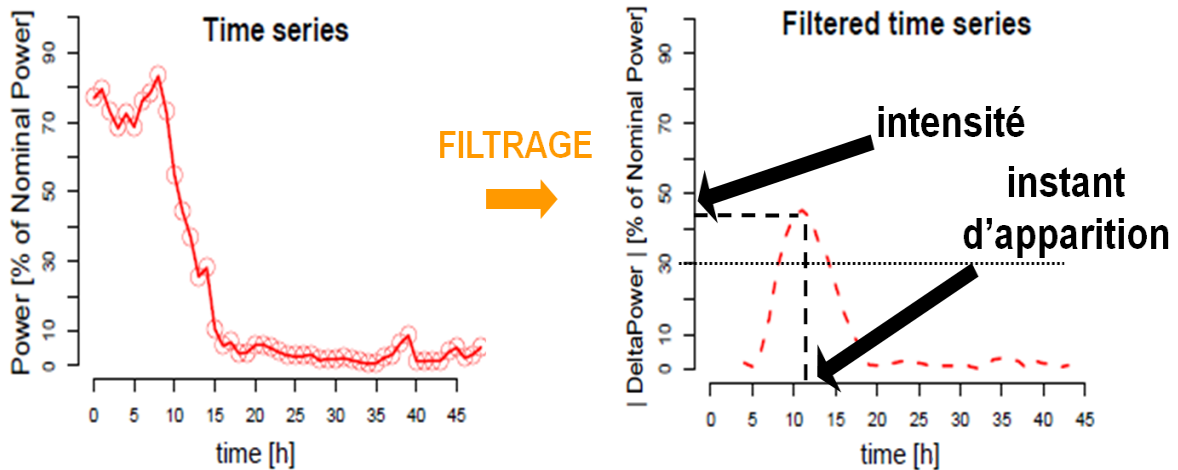 Time series
Power [% of Nominal Power]
0 10 30 50 70 90
0 5 10 15 20 25 30 35 40 45
time [h]
FILTRAGE
Filtered time series
| DeltaPower | [% of Nominal Power]
0 10 30 50 70 90
intensité
instant
d’apparition
0 5 10 15 20 25 30 35 40 45
time [h]